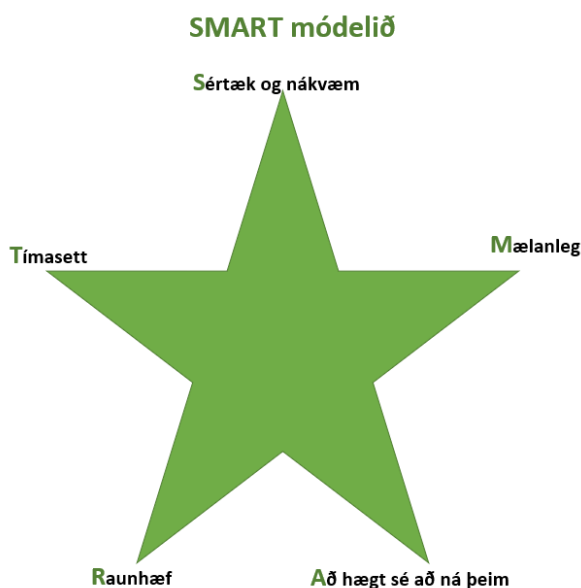 SMART módelið
Sértæk og nákvæm
Tímasett
Mælanleg
Raunhæf
Að hægt sé að ná þeim